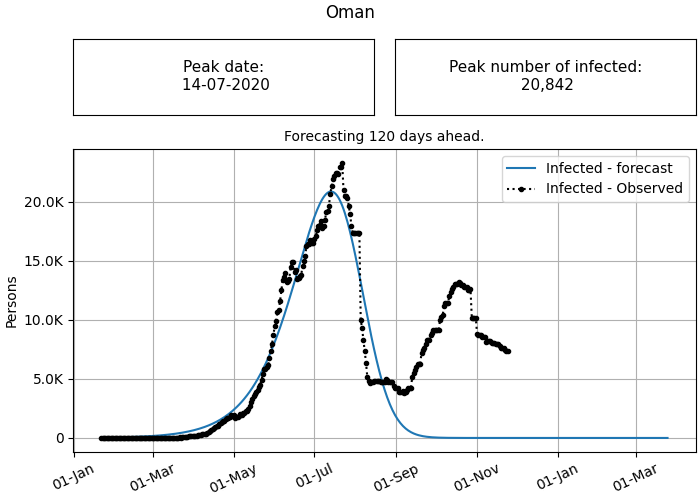 Oman
Peak date:
14-07-2020
Peak number of infected:
20,842
Forecasting 120 days ahead.
Infected - forecast
Infected - Observed
Persons
20.0K
15.0K
10.0K
5.0K
0
01-Jan
01-Mar
01-May
01-Jul
01-Sep
01-Nov
01-Jan
01-Mar